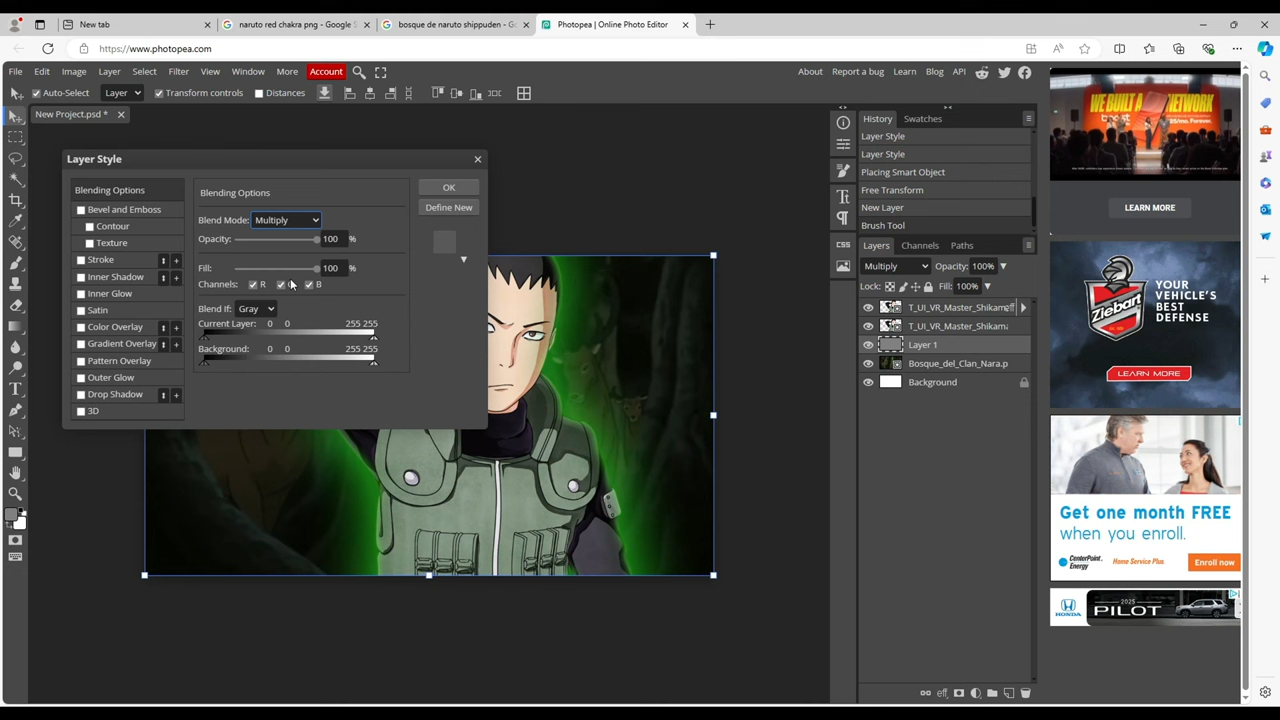 New tab
naruto red chakra png - Google S
bosque de naruto shippuden - Go
Photopea | Online Photo Editor
https://www.photopea.com
File Edit Image Layer Select Filter View Window More Account
About Report a bug Learn Blog API
Auto-Select Layer Transform controls Distances
New Project.psd *
Layer Style
Blending Options
Bevel and Emboss
Contour
Texture
Stroke
Inner Shadow
Inner Glow
Satin
Color Overlay
Gradient Overlay
Pattern Overlay
Outer Glow
Drop Shadow
3D
Blending Options
Blend Mode: Multiply
Opacity: 100 %
Fill: 100 %
Channels: R B
Blend If: Gray
Current Layer: 0 0 255 255
Background: 0 0 255 255
OK
Define New
History Swatches
Layer Style
Layer Style
Placing Smart Object
Free Transform
New Layer
Brush Tool
Layers Channels Paths
Multiply Opacity: 100%
Lock: Fill: 100%
T_UI_VR_Master_Shikam eff
T_UI_VR_Master_Shikama
Layer 1
Bosque_del_Clan_Nara.p
Background
CSS
eff
WE BUILT A NETWORK
boost
LEARN MORE
YOUR
VEHICLE'S
BEST
DEFENSE
Ziebart
LEARN MORE
Get one month FREE
when you enroll.
CenterPoint.
Energy
Home Service Plus
Enroll now
HONDA
2025
PILOT